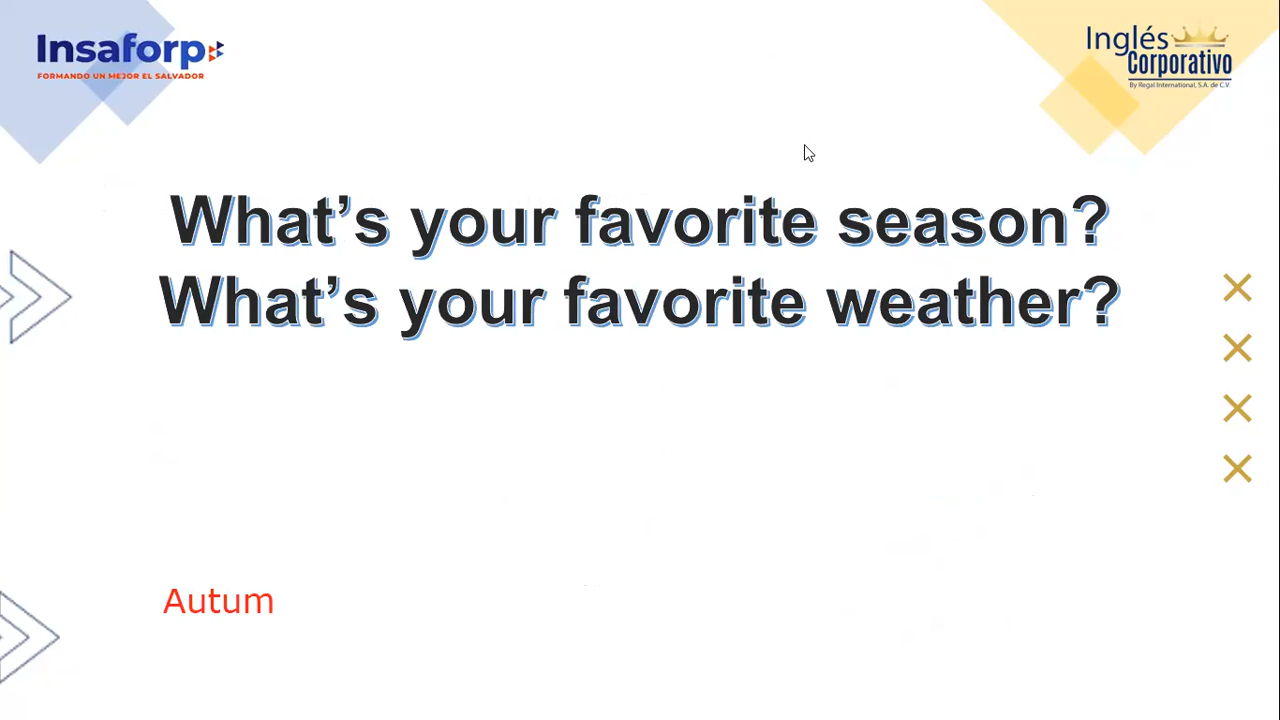 Insaforp
FORMANDO UN MEJOR EL SALVADOR
Inglés
Corporativo
By Regal International, S.A. de C.V.
What’s your favorite season?
What’s your favorite weather?
Autum